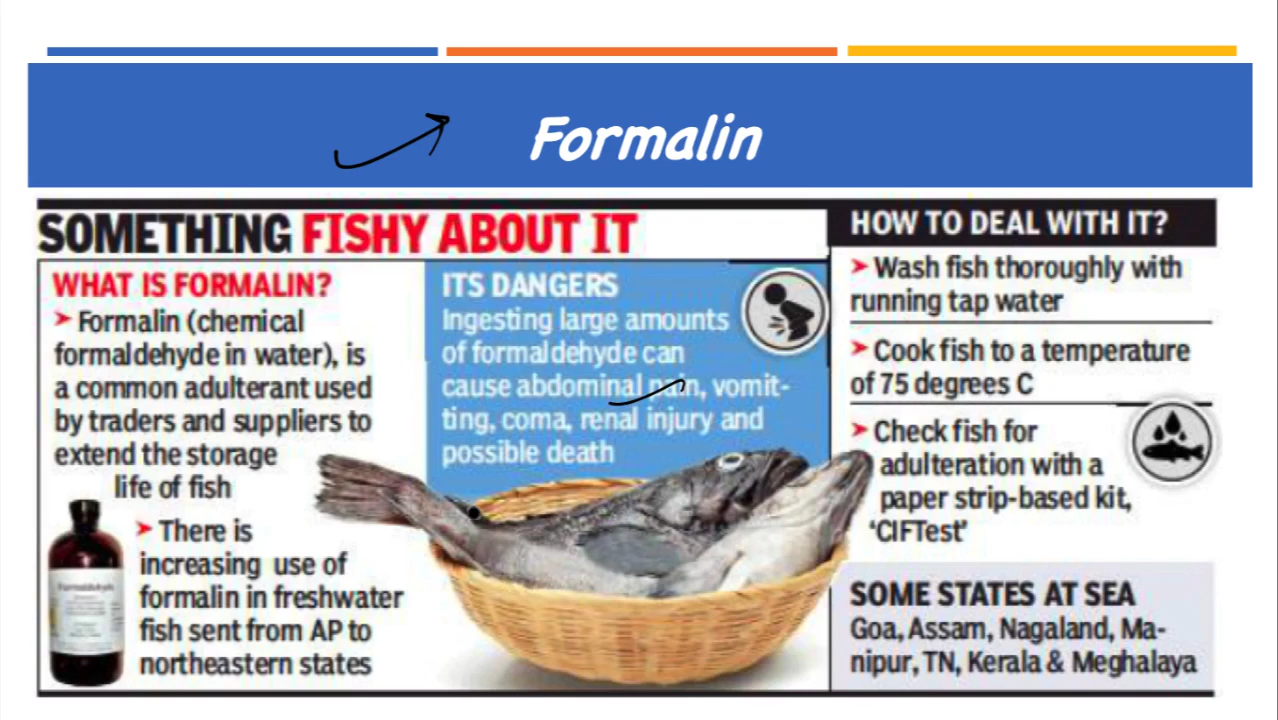 Formalin
SOMETHING FISHY ABOUT IT
WHAT IS FORMALIN?
➤ Formalin (chemical
formaldehyde in water), is
a common adulterant used
by traders and suppliers to
extend the storage
life of fish
➤ There is
increasing use of
formalin in freshwater
fish sent from AP to
northeastern states
Formaldehyde
ITS DANGERS
Ingesting large amounts
of formaldehyde can
cause abdominal pain, vomit-
ting, coma, renal injury and
possible death
HOW TO DEAL WITH IT?
➤ Wash fish thoroughly with
running tap water
➤ Cook fish to a temperature
of 75 degrees C
➤ Check fish for
adulteration with a
paper strip-based kit,
‘CIFTest’
SOME STATES AT SEA
Goa, Assam, Nagaland, Ma-
nipur, TN, Kerala & Meghalaya